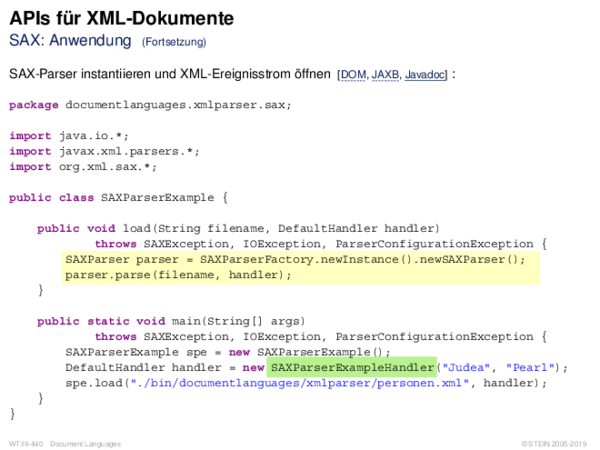 APIs für XML-Dokumente
SAX: Anwendung (Fortsetzung)
SAX-Parser instantiieren und XML-Ereignisstrom öffnen [DOM, JAXB, Javadoc] :
package documentlanguages.xmlparser.sax;
import java.io.*;
import javax.xml.parsers.*;
import org.xml.sax.*;
public class SAXParserExample {
public void load(String filename, DefaultHandler handler)
throws SAXException, IOException, ParserConfigurationException {
SAXParser parser = SAXParserFactory.newInstance().newSAXParser();
parser.parse(filename, handler);
}
public static void main(String[] args)
throws SAXException, IOException, ParserConfigurationException {
SAXParserExample spe = new SAXParserExample();
DefaultHandler handler = new SAXParserExampleHandler("Judea", "Pearl");
spe.load("./bin/documentlanguages/xmlparser/personen.xml", handler);
}
}
WT:III-440 Document Languages © STEIN 2005-2019